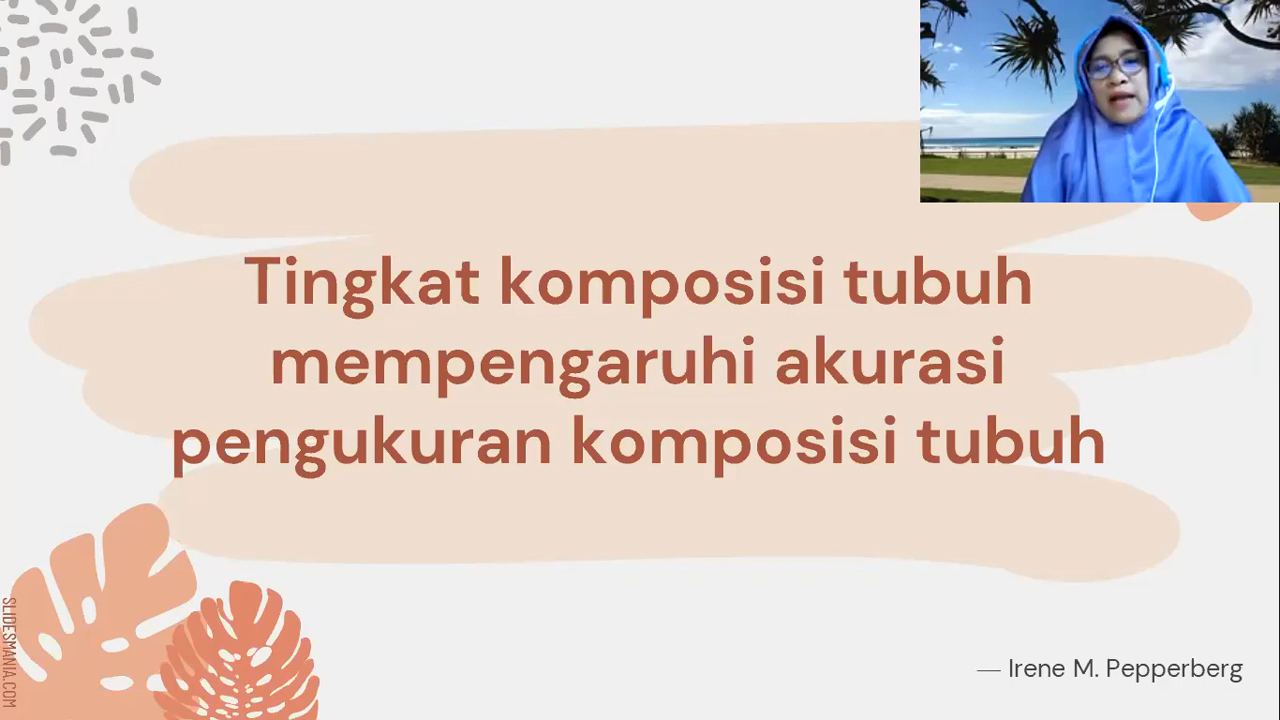 Tingkat komposisi tubuh
mempengaruhi akurasi
pengukuran komposisi tubuh
— Irene M. Pepperberg
SLIDESMANIA.COM